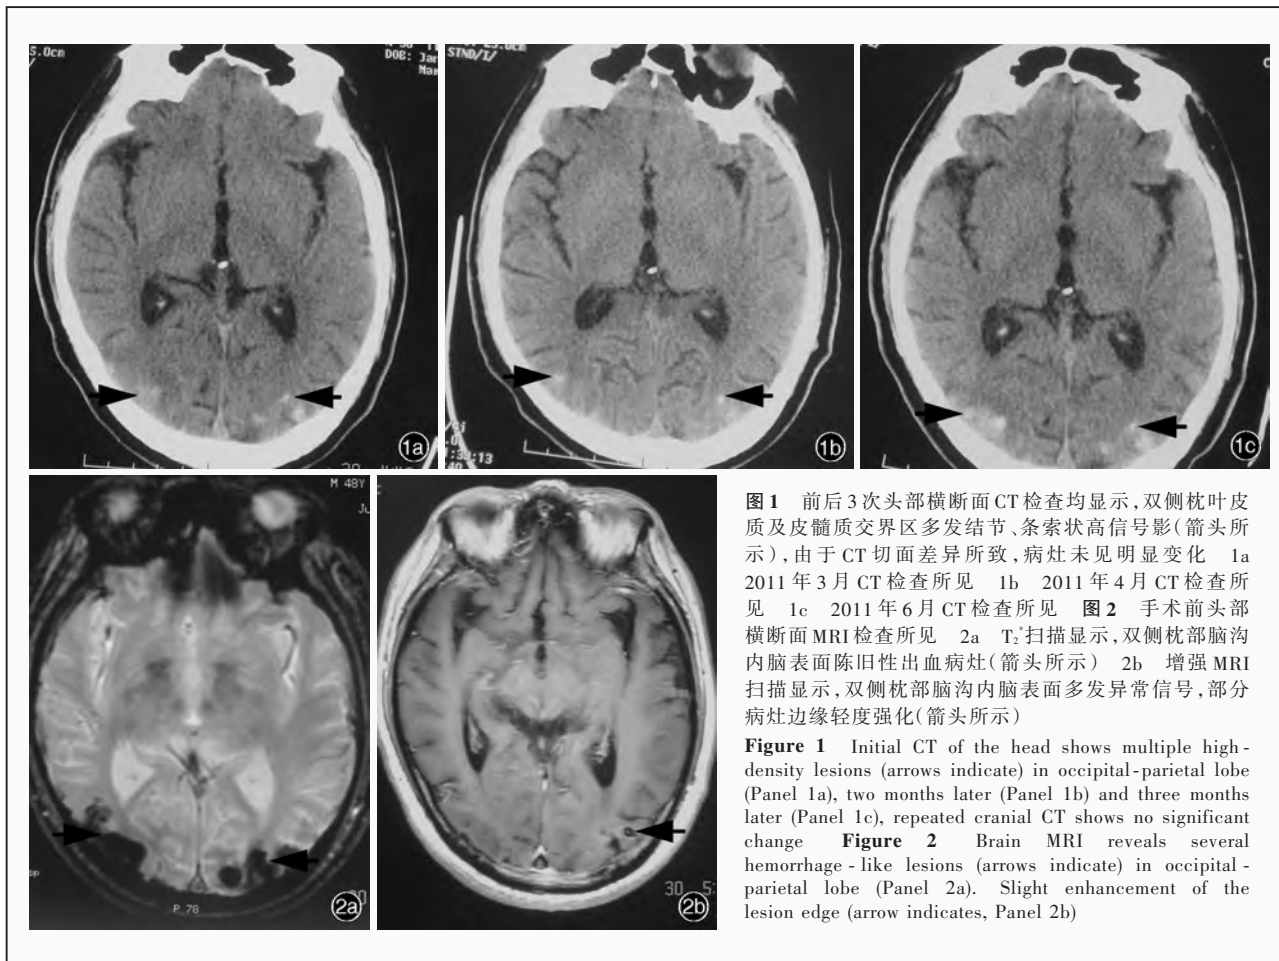 5.0cm
DOB: Jan
Mar
STND/I/
1a
1b
1c
M 48Y
2a
P 78
2b
30 5:
图1 前后3次头部横断面CT检查均显示，双侧枕叶皮
质及皮髓质交界区多发结节、条索状高信号影（箭头所
示），由于CT切面差异所致，病灶未见明显变化 1a
2011年3月CT检查所见 1b 2011年4月CT检查所
见 1c 2011年6月CT检查所见 图2 手术前头部
横断面MRI检查所见 2a T₂*扫描显示，双侧枕部脑沟
内脑表面陈旧性出血病灶（箭头所示） 2b 增强MRI
扫描显示，双侧枕部脑沟内脑表面多发异常信号，部分
病灶边缘轻度强化（箭头所示）
Figure 1 Initial CT of the head shows multiple high-
density lesions (arrows indicate) in occipital-parietal lobe
(Panel 1a), two months later (Panel 1b) and three months
later (Panel 1c), repeated cranial CT shows no significant
change Figure 2 Brain MRI reveals several
hemorrhage-like lesions (arrows indicate) in occipital-
parietal lobe (Panel 2a). Slight enhancement of the
lesion edge (arrow indicates, Panel 2b)